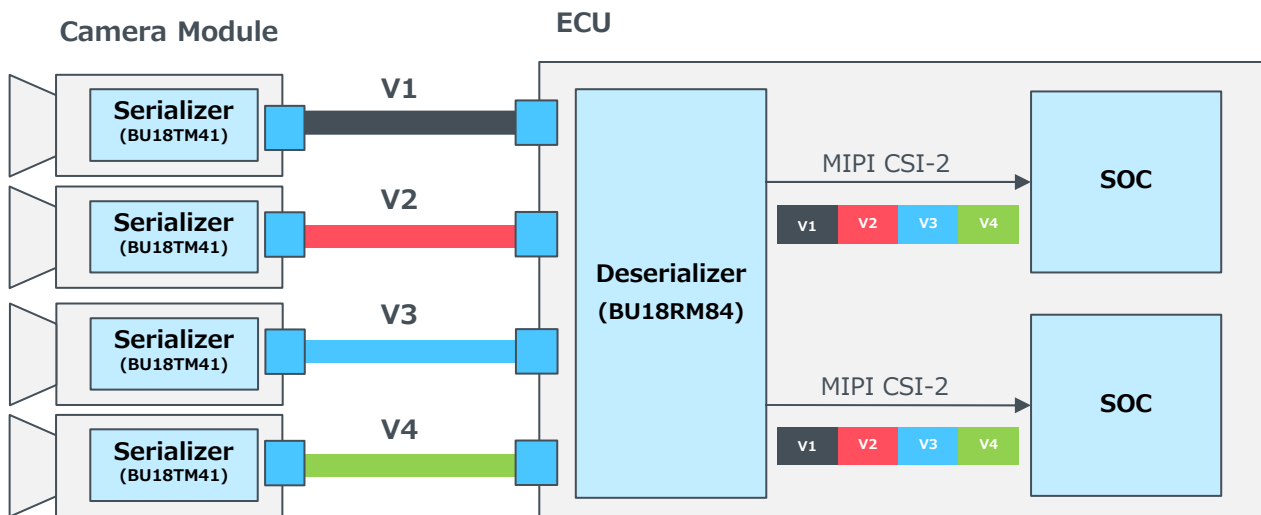 Camera Module
ECU
V1
Serializer
(BU18TM41)
V2
Serializer
(BU18TM41)
V3
Serializer
(BU18TM41)
V4
Serializer
(BU18TM41)
Deserializer
(BU18RM84)
MIPI CSI-2
V1 V2 V3 V4
SOC
MIPI CSI-2
V1 V2 V3 V4
SOC